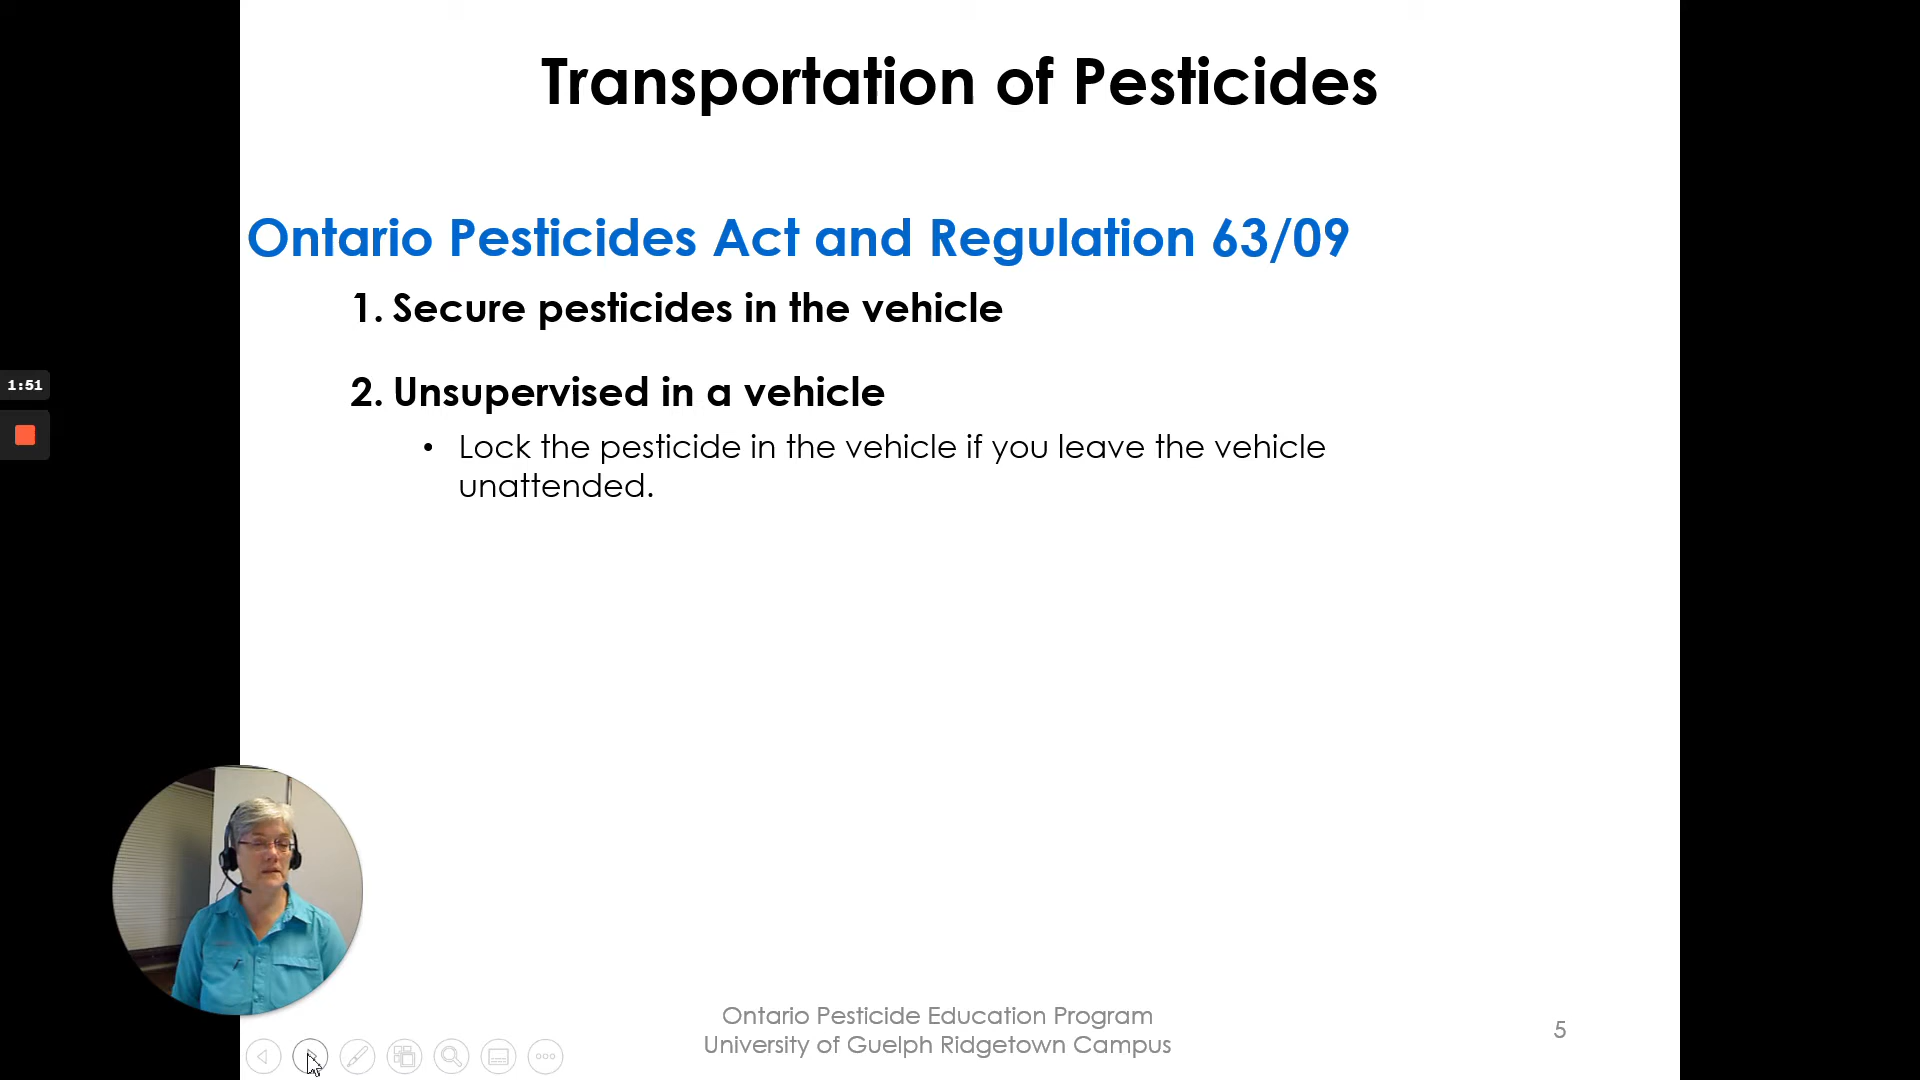 Transportation of Pesticides
Ontario Pesticides Act and Regulation 63/09
1. Secure pesticides in the vehicle
2. Unsupervised in a vehicle
• Lock the pesticide in the vehicle if you leave the vehicle
unattended.
1:51
Ontario Pesticide Education Program
University of Guelph Ridgetown Campus
5